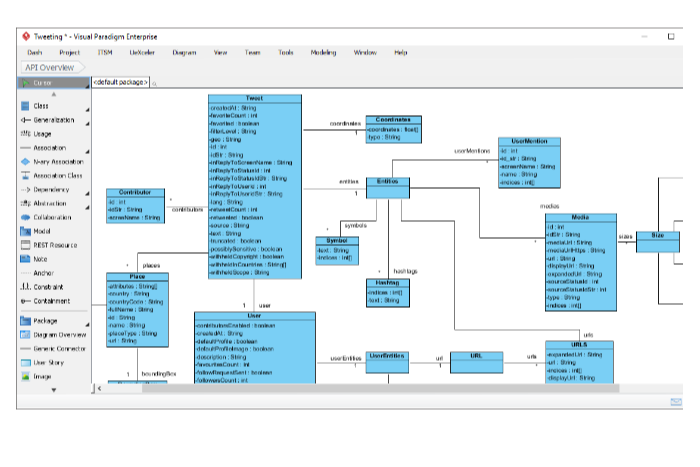 Tweeting * - Visual Paradigm Enterprise
Dash Project ITSM UeXceler Diagram View Team Tools Modeling Window Help
API Overview
Cursor
<default package>
Class
Generalization
Usage
Association
N-ary Association
Association Class
Dependency
Abstraction
Collaboration
Model
REST Resource
Note
Anchor
Constraint
Containment
Package
Diagram Overview
Generic Connector
User Story
Image
Tweet
-createdAt : String
-favoriteCount : int
-favorited : boolean
-filterLevel : String
-geo : String
-id : int
-idStr : String
-inReplyToScreenName : String
-inReplyToStatusId : int
-inReplyToStatusIdStr : String
-inReplyToUserId : int
-inReplyToUserIdStr : String
-lang : String
-retweetCount : int
-retweeted : boolean
-source : String
-text : String
-truncated : boolean
-possiblySensitive : boolean
-withheldCopyright : boolean
-withheldInCountries : String[]
-withheldScope : String
coordinates
1
Coordinates
-coordinates : float[]
-type : String
userMentions
*
UserMention
-id : int
-id_str : String
-screenName : String
-name : String
-indices : int[]
entities
1
Entities
Contributor
-id : int
-idStr : String
-screenName : String
*
contributors
symbols
*
Symbol
-text : String
-indices : int[]
hashtags
*
Hashtag
-indices : int[]
-text : String
medias
*
Media
-id : int
-idStr : String
-mediaUrl : String
-mediaUrlHttps : String
-url : String
-displayUrl : String
-expandedUrl : String
-sourceStatusId : int
-sourceStatusIdStr : int
-type : String
-indices : int[]
sizes
*
Size
places
*
Place
-attributes : String[]
-country : String
-countryCode : String
-fullName : String
-id : String
-name : String
-placeType : String
-url : String
1
boundingBox
1
user
User
-contributorsEnabled : boolean
-createdAt : String
-defaultProfile : boolean
-defaultProfileImage : boolean
-description : String
-favouritesCount : int
-followRequestSent : boolean
-followersCount : int
userEntities
1
UserEntities
url
1
URL
urls
*
urls
*
URLS
-expandedUrl : String
-url : String
-indices : int[]
-displayUrl : String